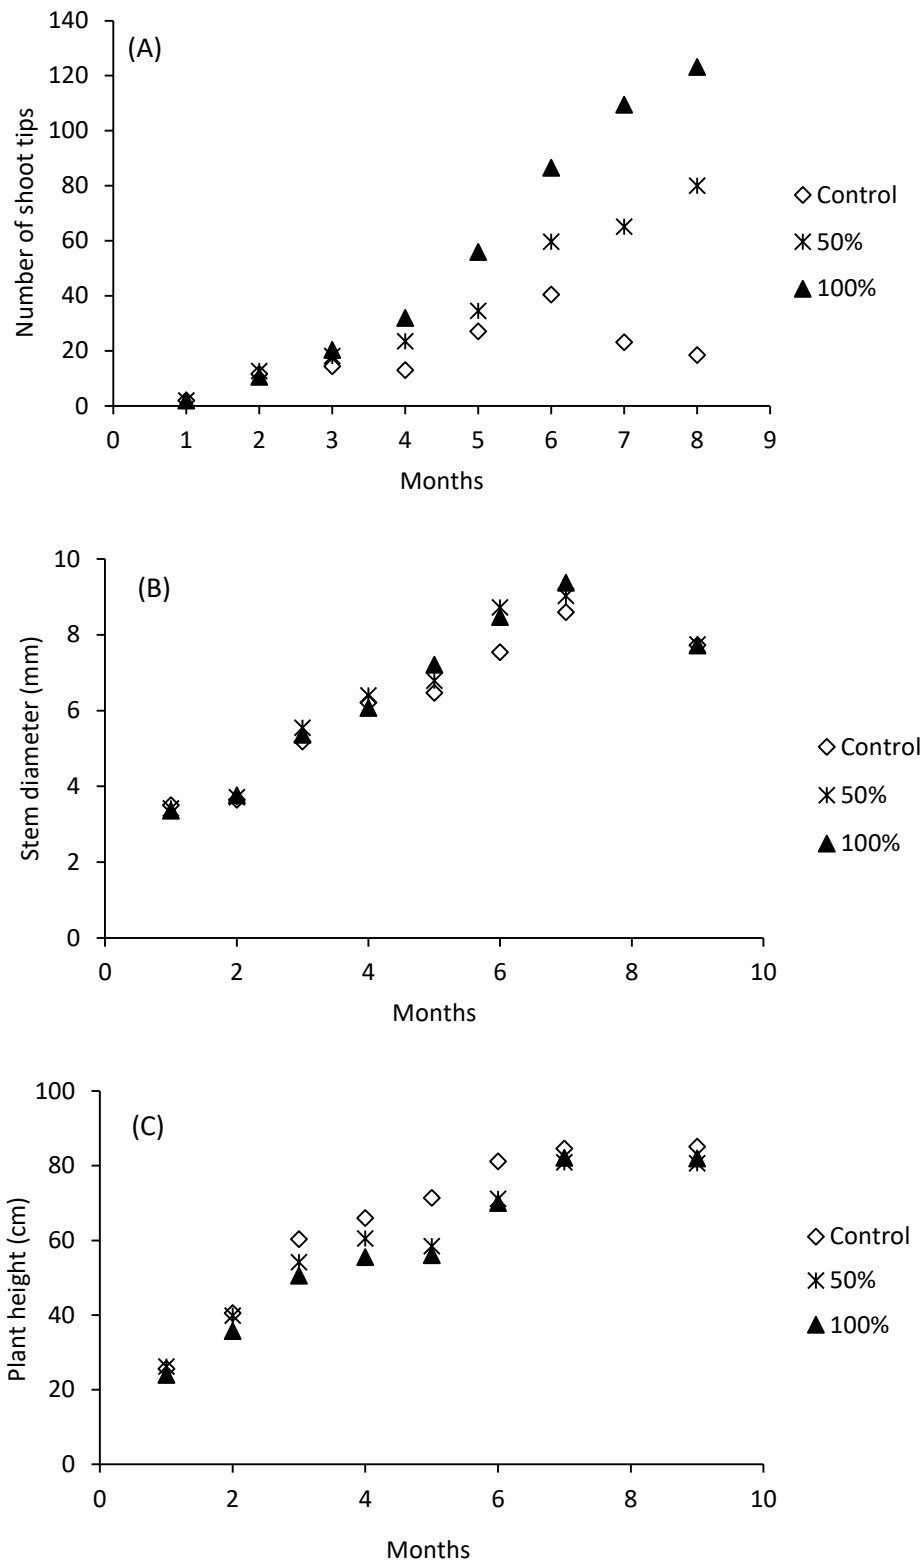 (A)
Number of shoot tips
140
120
100
80
60
40
20
0
0 1 2 3 4 5 6 7 8 9
Months
Control
50%
100%
(B)
Stem diameter (mm)
10
8
6
4
2
0
0 2 4 6 8 10
Months
Control
50%
100%
(C)
Plant height (cm)
100
80
60
40
20
0
0 2 4 6 8 10
Months
Control
50%
100%